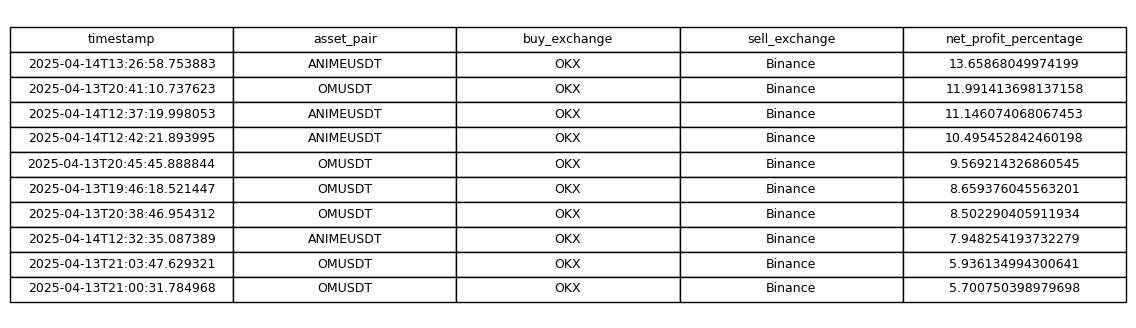 timestamp asset_pair buy_exchange sell_exchange net_profit_percentage
2025-04-14T13:26:58.753883 ANIMEUSDT OKX Binance 13.65868049974199
2025-04-13T20:41:10.737623 OMUSDT OKX Binance 11.991413698137158
2025-04-14T12:37:19.998053 ANIMEUSDT OKX Binance 11.146074068067453
2025-04-14T12:42:21.893995 ANIMEUSDT OKX Binance 10.495452842460198
2025-04-13T20:45:45.888844 OMUSDT OKX Binance 9.569214326860545
2025-04-13T19:46:18.521447 OMUSDT OKX Binance 8.659376045563201
2025-04-13T20:38:46.954312 OMUSDT OKX Binance 8.502290405911934
2025-04-14T12:32:35.087389 ANIMEUSDT OKX Binance 7.948254193732279
2025-04-13T21:03:47.629321 OMUSDT OKX Binance 5.936134994300641
2025-04-13T21:00:31.784968 OMUSDT OKX Binance 5.700750398979698